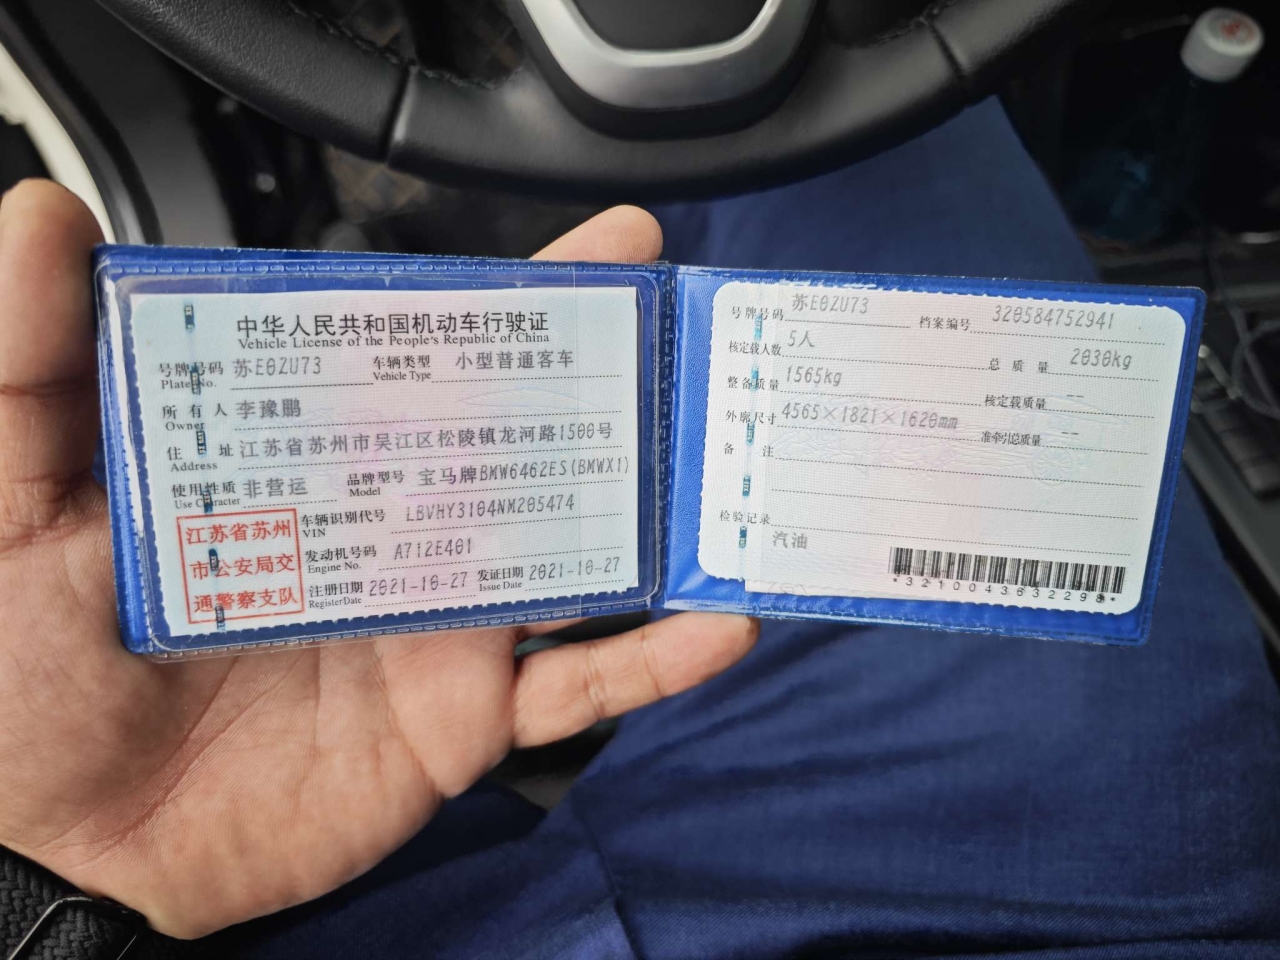 中华人民共和国机动车行驶证
Vehicle License of the People's Republic of China
号牌号码 苏E0ZU73 车辆类型 小型普通客车
Plate No. Vehicle Type
所有人 李豫鹏
Owner
住址 江苏省苏州市吴江区松陵镇龙河路1500号
Address
使用性质 非营运 品牌型号 宝马牌BMW6462ES(BMWX1)
Use Character Model
江苏省苏州
市公安局交
通警察支队
车辆识别代号 LBVHY3104NM205474
VIN
发动机号码 A712E401
Engine No.
注册日期 2021-10-27 发证日期 2021-10-27
Register Date Issue Date
号牌号码 苏E0ZU73 档案编号 320584752941
核定载人数 5人 总质量 2030kg
整备质量 1565kg 核定载质量 --
外廓尺寸 4565×1821×1620mm 准牵引总质量 --
备注
检验记录
汽油
*3210043632298*